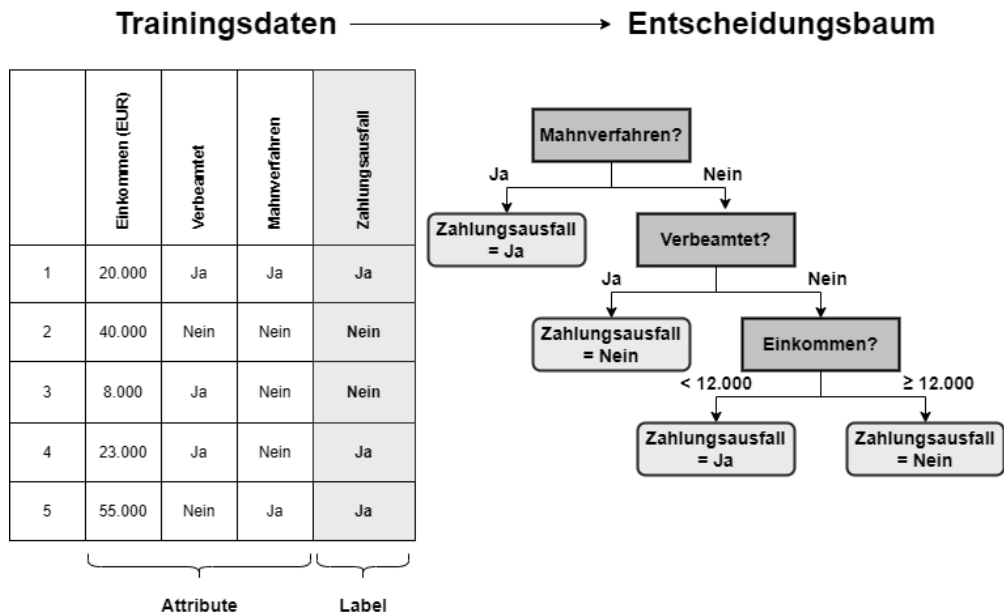 Trainingsdaten Entscheidungsbaum
Einkommen (EUR)
Verbeamtet
Mahnverfahren
Zahlungsausfall
1 20.000 Ja Ja Ja
2 40.000 Nein Nein Nein
3 8.000 Ja Nein Nein
4 23.000 Ja Nein Ja
5 55.000 Nein Ja Ja
Attribute Label
Mahnverfahren?
Ja Nein
Zahlungsausfall
= Ja
Verbeamtet?
Ja Nein
Zahlungsausfall
= Nein
Einkommen?
< 12.000 ≥ 12.000
Zahlungsausfall
= Ja
Zahlungsausfall
= Nein